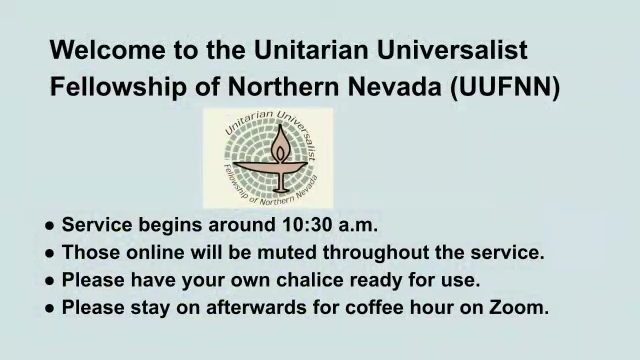 Welcome to the Unitarian Universalist
Fellowship of Northern Nevada (UUFNN)
Unitarian Universalist
Fellowship of Northern Nevada
● Service begins around 10:30 a.m.
● Those online will be muted throughout the service.
● Please have your own chalice ready for use.
● Please stay on afterwards for coffee hour on Zoom.